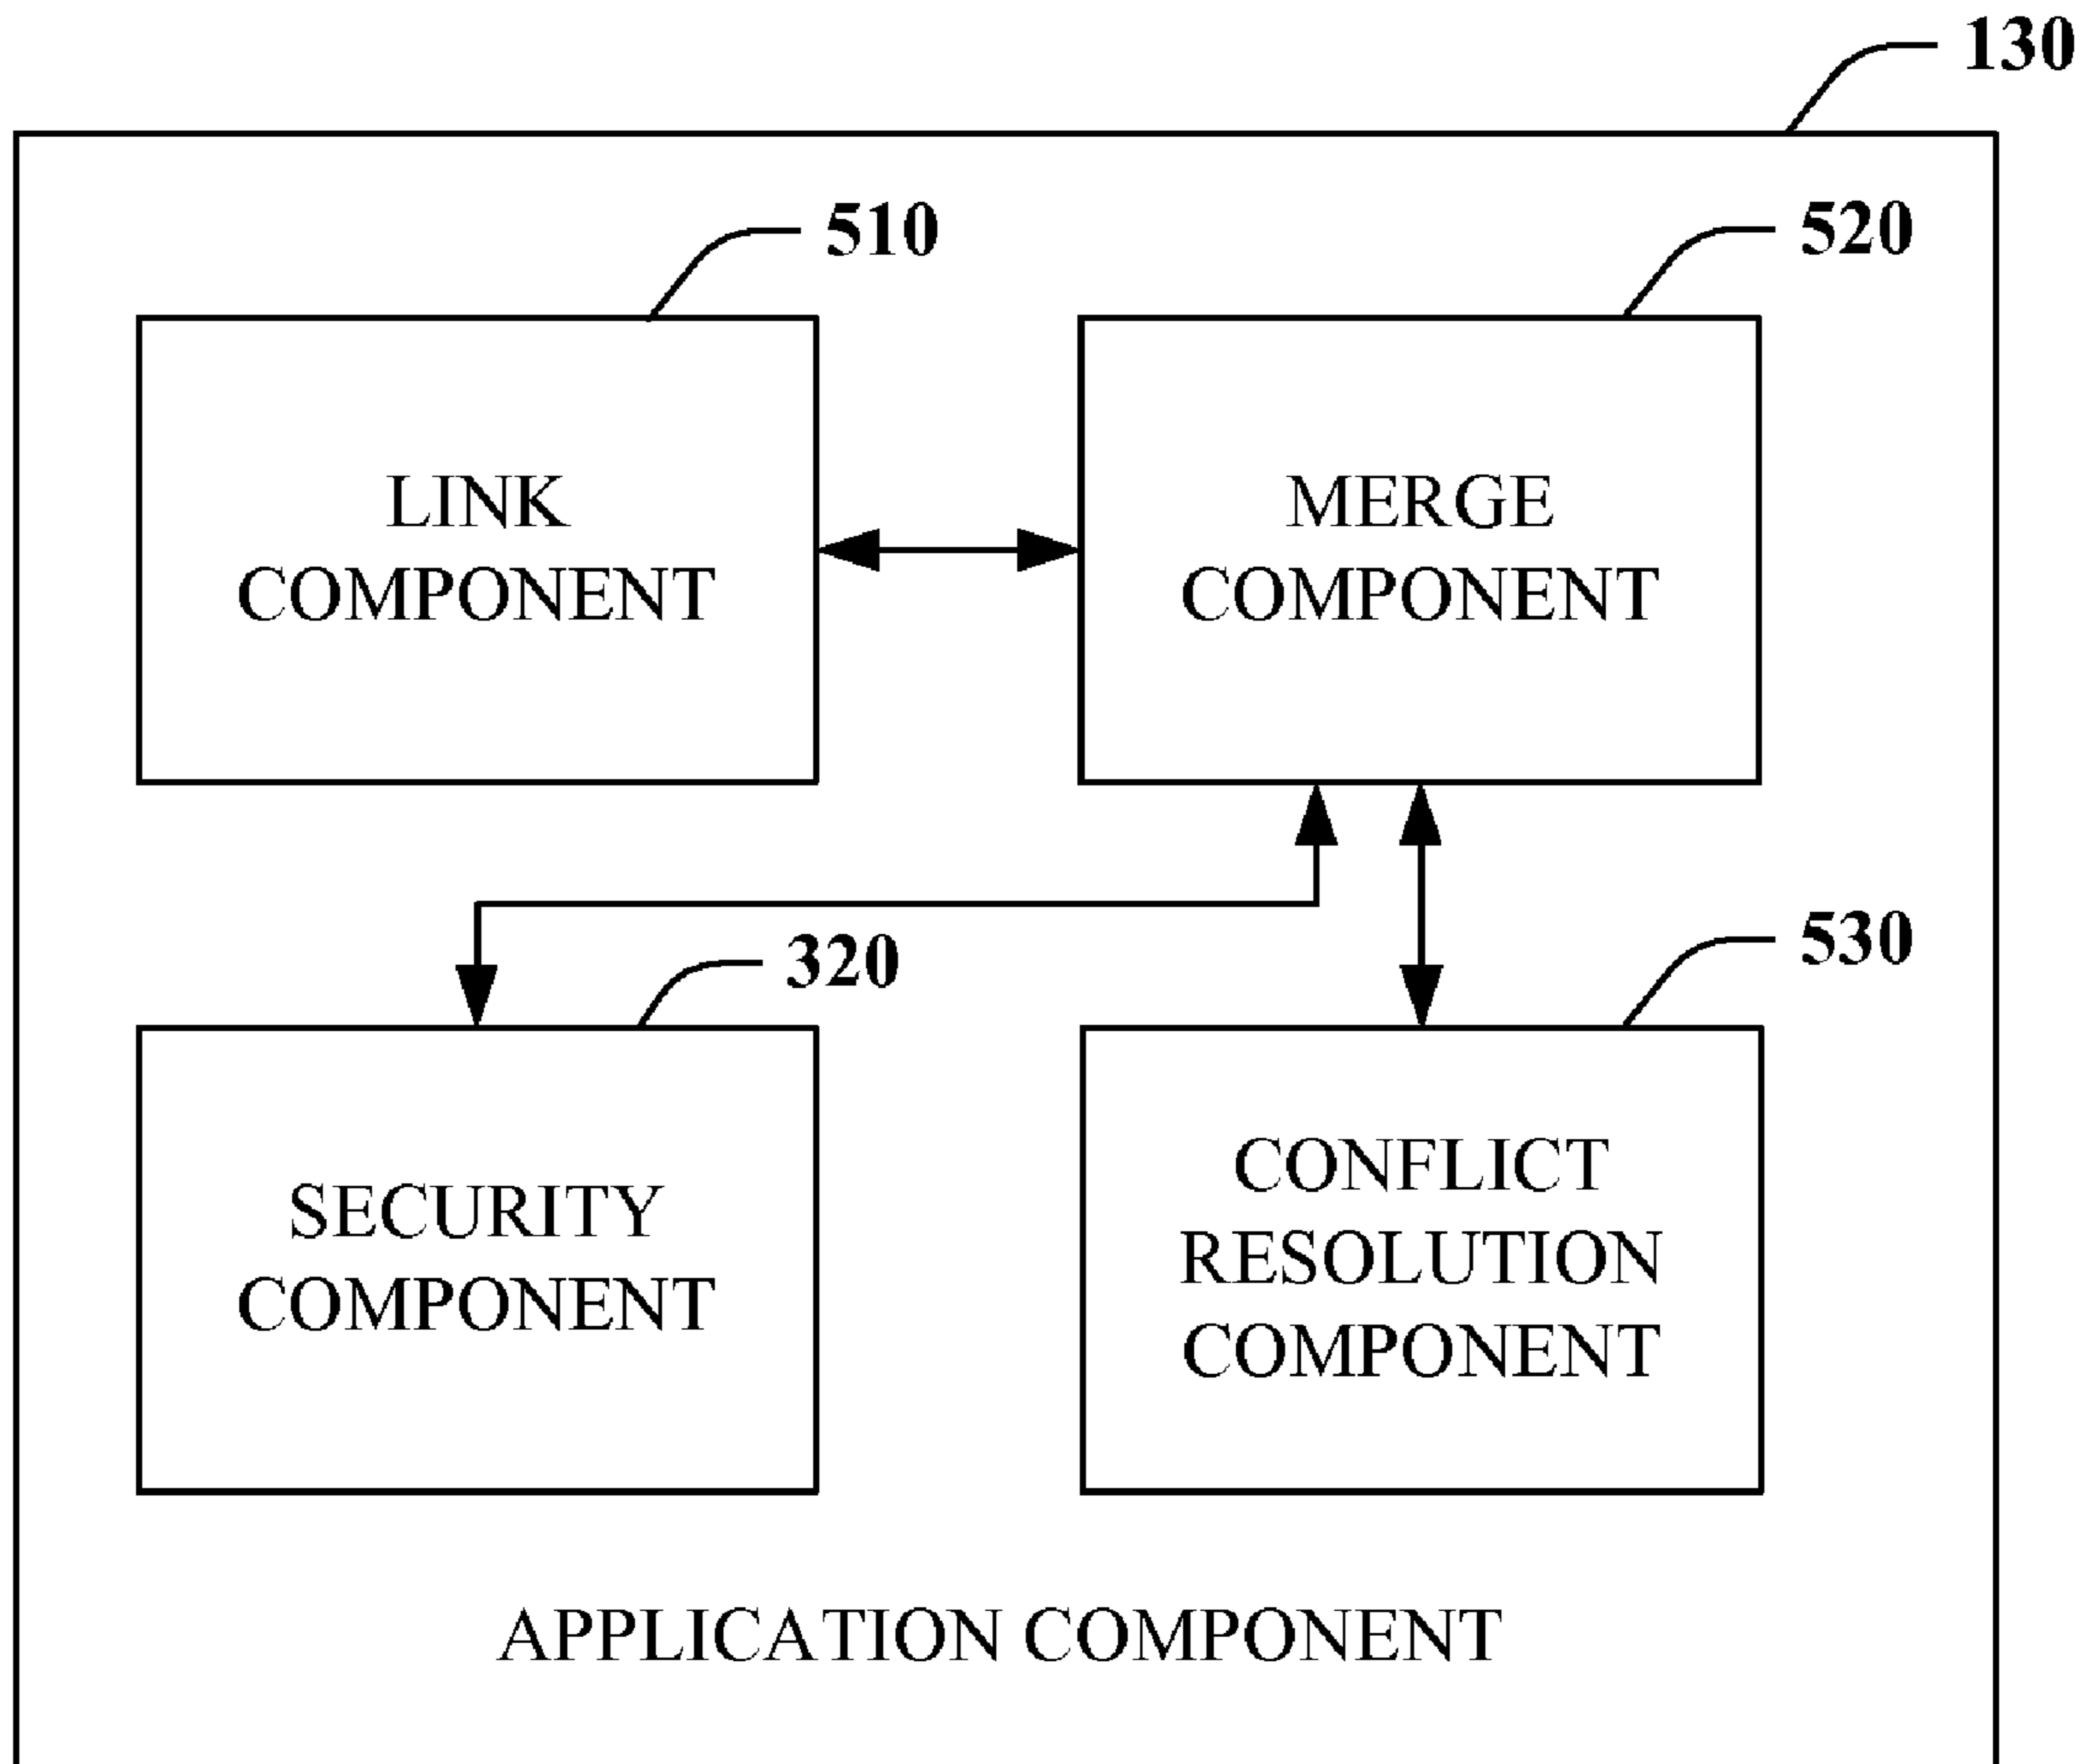 130
510
520
LINK
COMPONENT
MERGE
COMPONENT
320
530
SECURITY
COMPONENT
CONFLICT
RESOLUTION
COMPONENT
APPLICATION COMPONENT